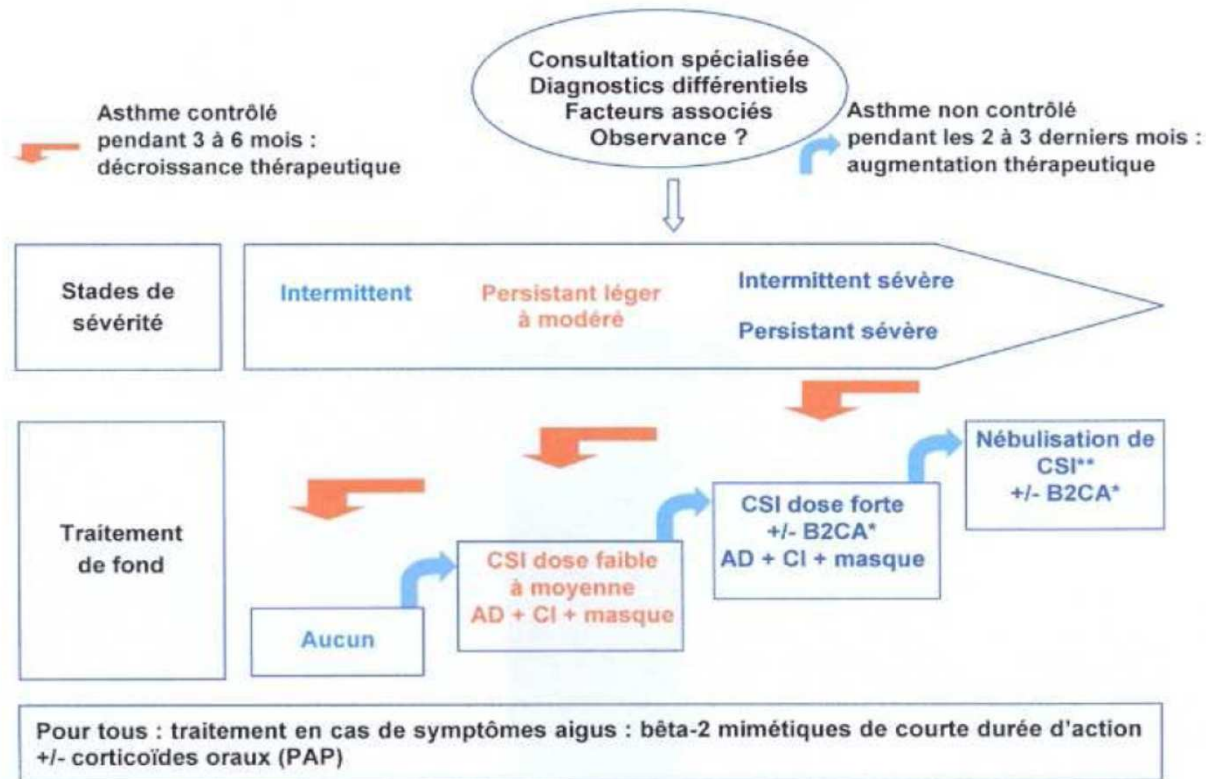 Consultation spécialisée
Diagnostics différentiels
Facteurs associés
Observance ?
Asthme contrôlé
pendant 3 à 6 mois :
décroissance thérapeutique
Asthme non contrôlé
pendant les 2 à 3 derniers mois :
augmentation thérapeutique
Stades de
sévérité
Intermittent
Persistant léger
à modéré
Intermittent sévère
Persistant sévère
Traitement
de fond
Aucun
CSI dose faible
à moyenne
AD + CI + masque
CSI dose forte
+/- B2CA*
AD + CI + masque
Nébulisation de
CSI**
+/- B2CA*
Pour tous : traitement en cas de symptômes aigus : bêta-2 mimétiques de courte durée d'action
+/- corticoïdes oraux (PAP)